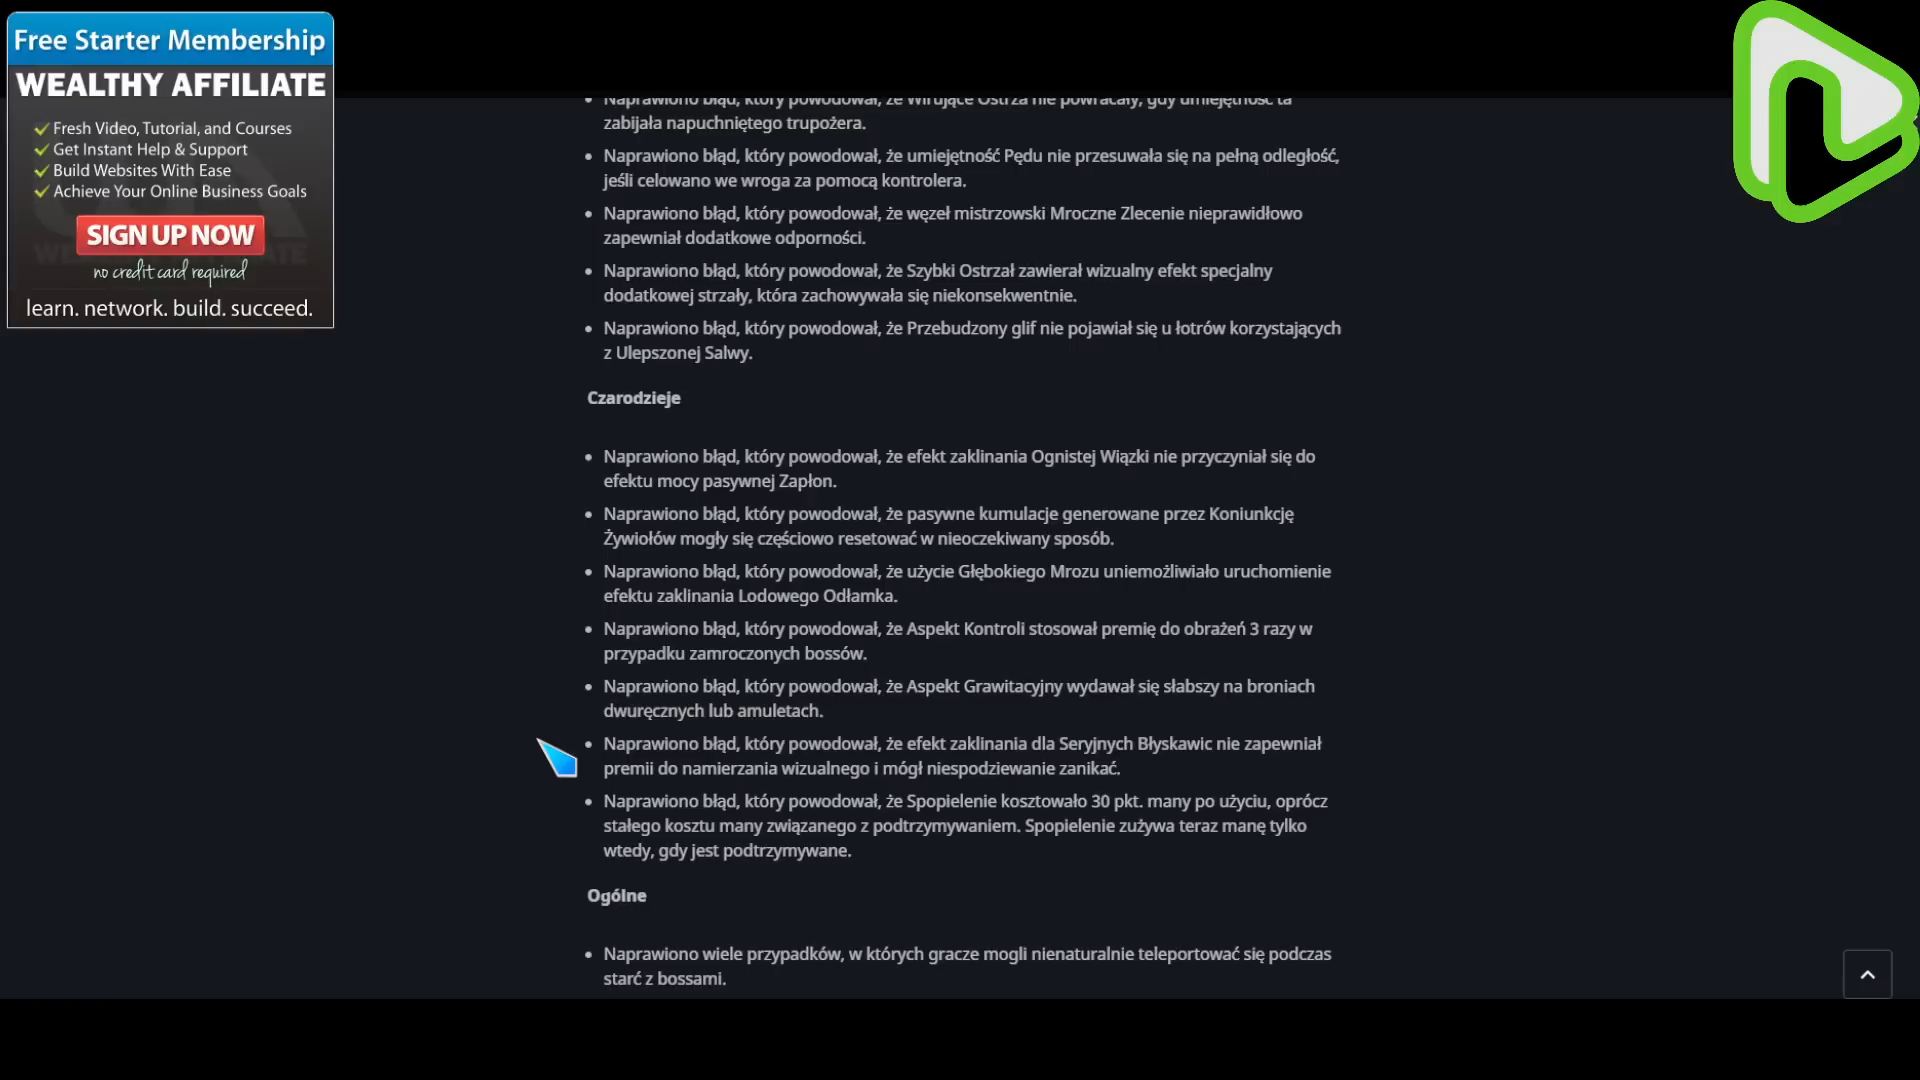 Free Starter Membership
WEALTHY AFFILIATE
Fresh Video, Tutorial, and Courses
Get Instant Help & Support
Build Websites With Ease
Achieve Your Online Business Goals
SIGN UP NOW
no credit card required
learn. network. build. succeed.
Naprawiono błąd, który powodował, że Wirujące Ostrza nie powracały, gdy umiejętność ta
zabijała napuchniętego trupożera.
Naprawiono błąd, który powodował, że umiejętność Pędu nie przesuwała się na pełną odległość,
jeśli celowano we wroga za pomocą kontrolera.
Naprawiono błąd, który powodował, że węzeł mistrzowski Mroczne Zlecenie nieprawidłowo
zapewniał dodatkowe odporności.
Naprawiono błąd, który powodował, że Szybki Ostrzał zawierał wizualny efekt specjalny
dodatkowej strzały, która zachowywała się niekonsekwentnie.
Naprawiono błąd, który powodował, że Przebudzony glif nie pojawiał się u łotrów korzystających
z Ulepszonej Salwy.
Czarodzieje
Naprawiono błąd, który powodował, że efekt zaklinania Ognistej Wiązki nie przyczyniał się do
efektu mocy pasywnej Zapłon.
Naprawiono błąd, który powodował, że pasywne kumulacje generowane przez Koniunkcję
Żywiołów mogły się częściowo resetować w nieoczekiwany sposób.
Naprawiono błąd, który powodował, że użycie Głębokiego Mrozu uniemożliwiało uruchomienie
efektu zaklinania Lodowego Odłamka.
Naprawiono błąd, który powodował, że Aspekt Kontroli stosował premię do obrażeń 3 razy w
przypadku zamroczonych bossów.
Naprawiono błąd, który powodował, że Aspekt Grawitacyjny wydawał się słabszy na broniach
dwuręcznych lub amuletach.
Naprawiono błąd, który powodował, że efekt zaklinania dla Seryjnych Błyskawic nie zapewniał
premii do namierzania wizualnego i mógł niespodziewanie zanikać.
Naprawiono błąd, który powodował, że Spopielenie kosztowało 30 pkt. many po użyciu, oprócz
stałego kosztu many związanego z podtrzymywaniem. Spopielenie zużywa teraz manę tylko
wtedy, gdy jest podtrzymywane.
Ogólne
Naprawiono wiele przypadków, w których gracze mogli nienaturalnie teleportować się podczas
starć z bossami.